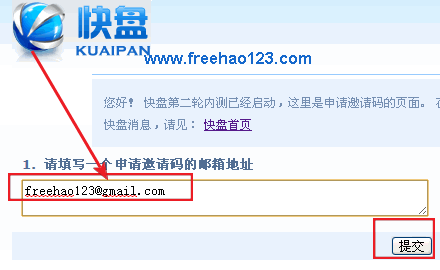 快盘
KUAIPAN
www.freehao123.com
您好! 快盘第二轮内测已经启动，这里是申请邀请码的页面。 在
快盘消息，请见： 快盘首页
1. 请填写一个申请邀请码的邮箱地址
freehao123@gmail.com
提交